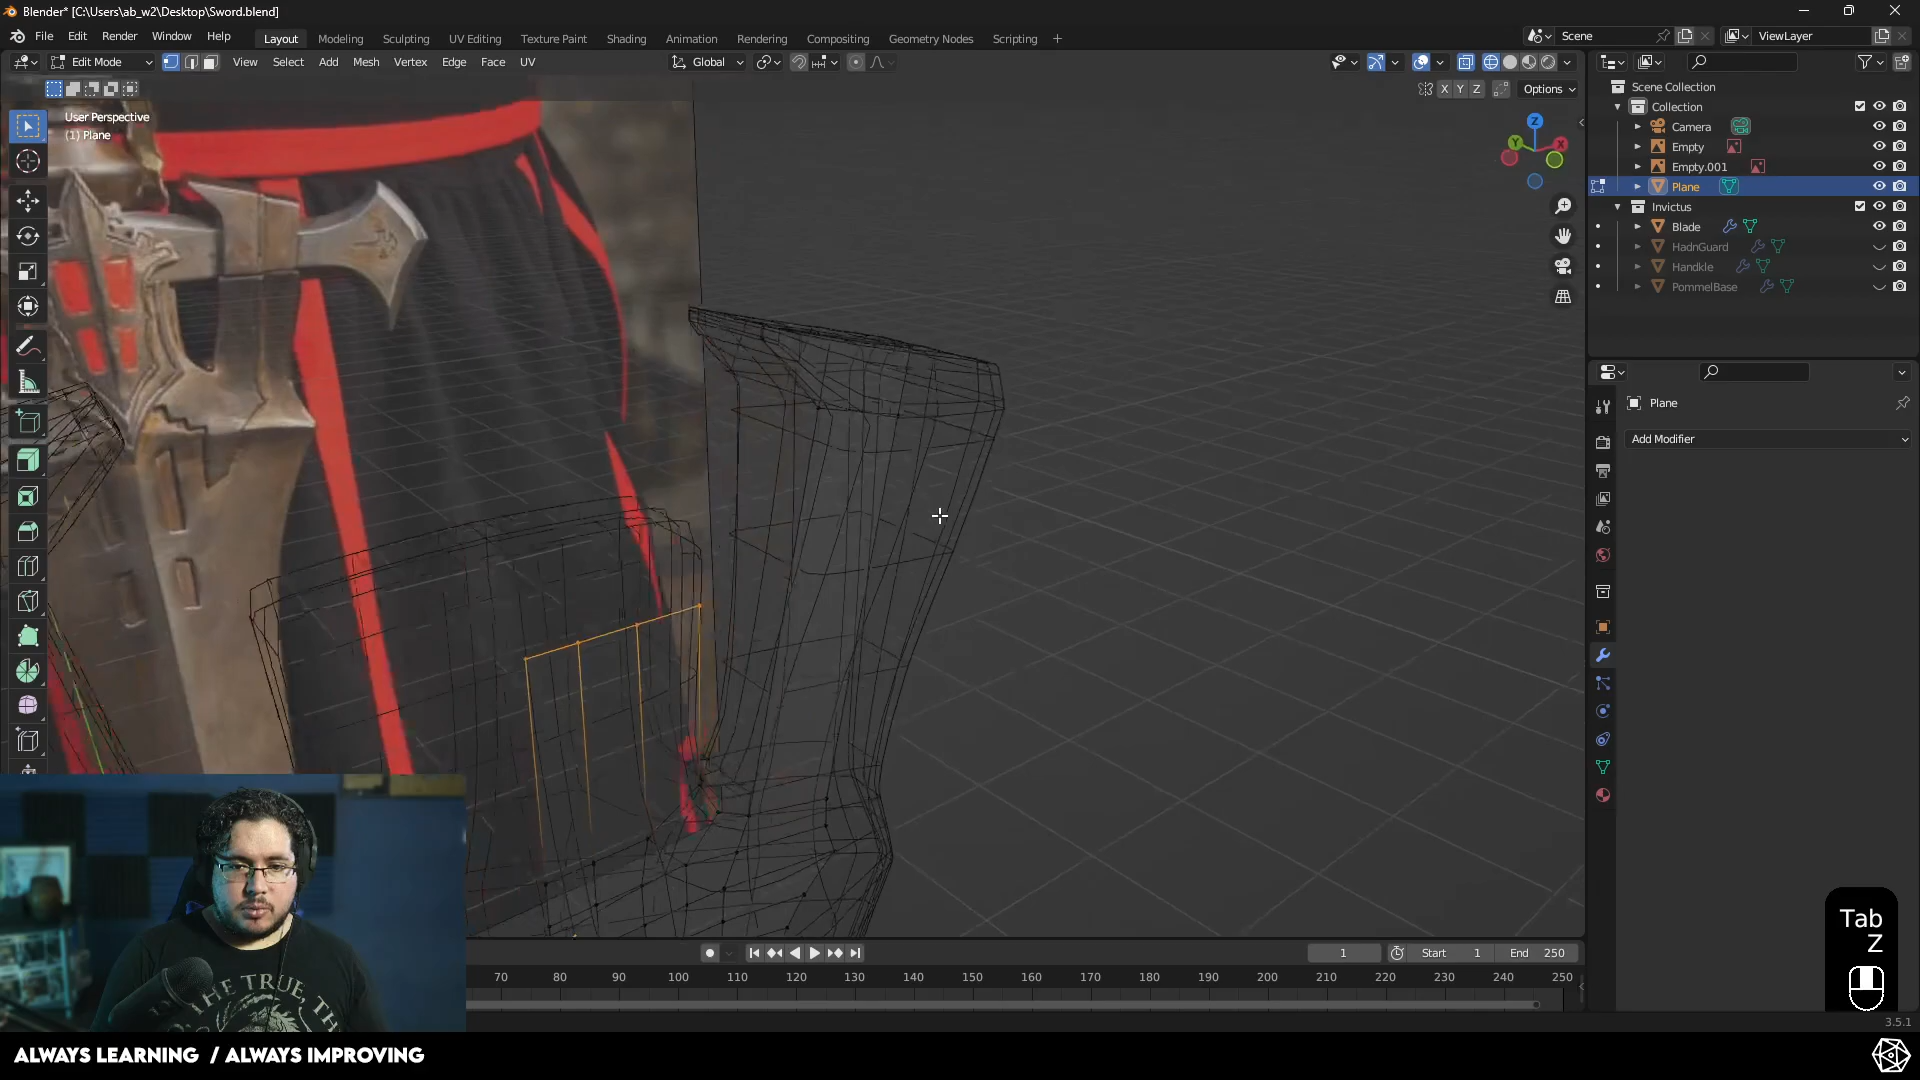 Blender* [C:\Users\ab_w2\Desktop\Sword.blend]
File Edit Render Window Help Layout Modeling Sculpting UV Editing Texture Paint Shading Animation Rendering Compositing Geometry Nodes Scripting + Scene ViewLayer
Edit Mode View Select Add Mesh Vertex Edge Face UV Global
X Y Z Options
User Perspective
(1) Plane
Z
Y X
Scene Collection
Collection
Camera
Empty
Empty.001
Plane
Invictus
Blade
HadnGuard
Handkle
PommelBase
Plane
Add Modifier
Tab
Z
1 Start 1 End 250
70 80 90 100 110 120 130 140 150 160 170 180 190 200 210 220 230 240 250
3.5.1
ALWAYS LEARNING / ALWAYS IMPROVING